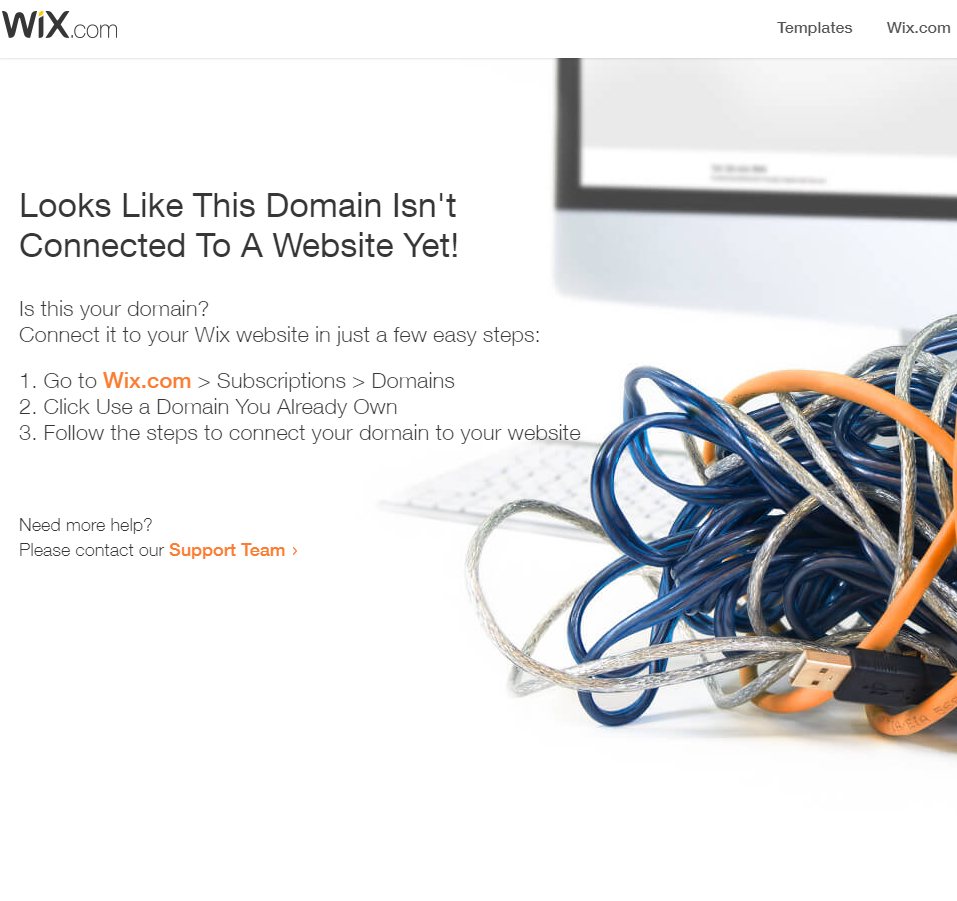 WiX.com
Templates
Wix.com
Looks Like This Domain Isn't
Connected To A Website Yet!
Is this your domain?
Connect it to your Wix website in just a few easy steps:
1. Go to Wix.com > Subscriptions > Domains
2. Click Use a Domain You Already Own
3. Follow the steps to connect your domain to your website
Need more help?
Please contact our Support Team ›